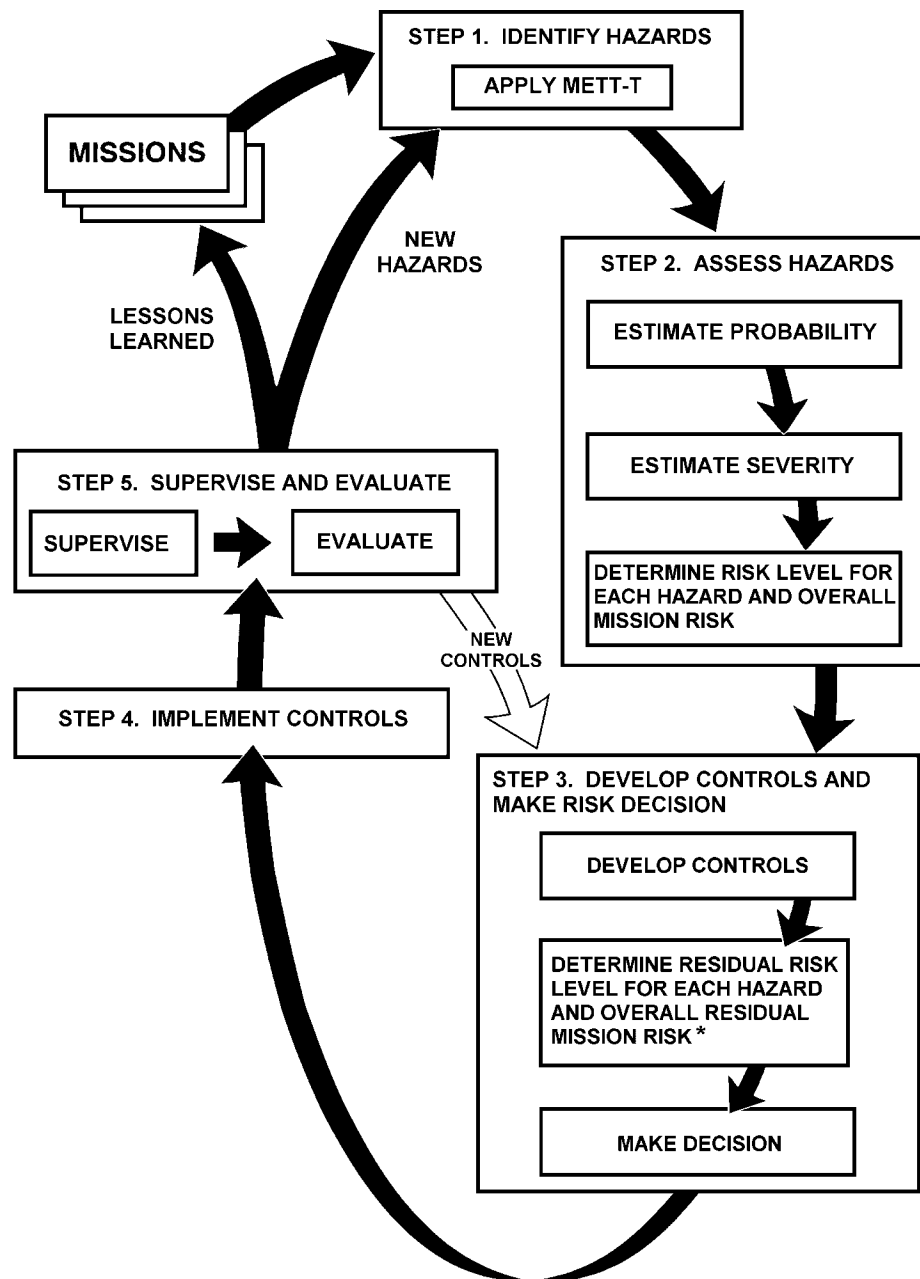 STEP 1.  IDENTIFY HAZARDS
APPLY METT-T
MISSIONS
NEW
HAZARDS
LESSONS
LEARNED
STEP 2.  ASSESS HAZARDS
ESTIMATE PROBABILITY
ESTIMATE SEVERITY
DETERMINE RISK LEVEL FOR
EACH HAZARD AND OVERALL
MISSION RISK
STEP 5.  SUPERVISE AND EVALUATE
SUPERVISE
EVALUATE
NEW
CONTROLS
STEP 4.  IMPLEMENT CONTROLS
STEP 3.  DEVELOP CONTROLS AND
MAKE RISK DECISION
DEVELOP CONTROLS
DETERMINE RESIDUAL RISK
LEVEL FOR EACH HAZARD
AND OVERALL RESIDUAL
MISSION RISK*
MAKE DECISION